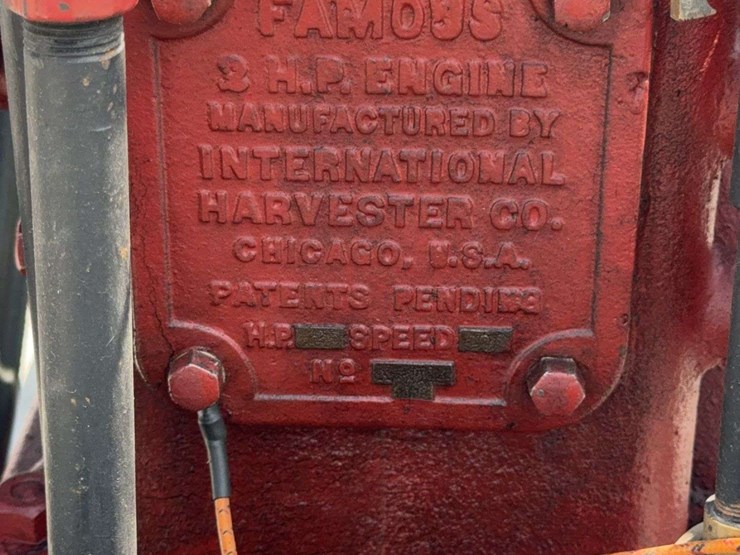 FAMOUS
3 H.P. ENGINE
MANUFACTURED BY
INTERNATIONAL
HARVESTER CO.
CHICAGO, U.S.A.
PATENTS PENDING
H.P. SPEED
No